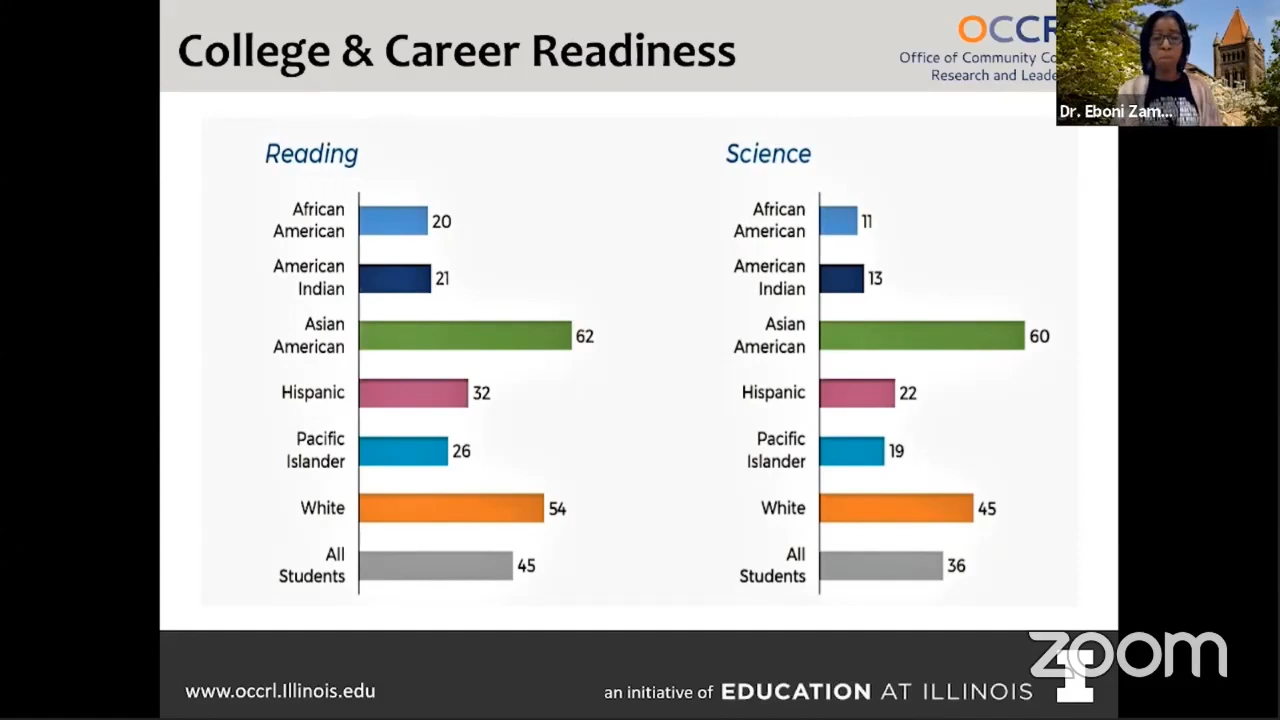 College & Career Readiness
OCCR
Office of Community Co
Research and Leade
Dr. Eboni Zam...
Reading
African
American
20
American
Indian
21
Asian
American
62
Hispanic
32
Pacific
Islander
26
White
54
All
Students
45
Science
African
American
11
American
Indian
13
Asian
American
60
Hispanic
22
Pacific
Islander
19
White
45
All
Students
36
www.occrl.Illinois.edu
an initiative of EDUCATION AT ILLINOIS
I
zoom